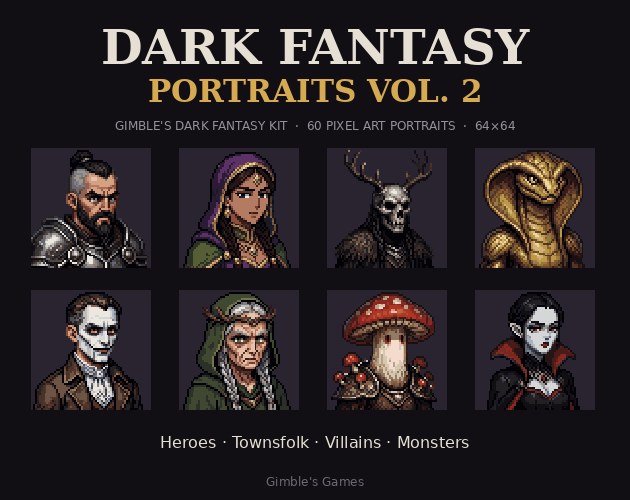 DARK FANTASY
PORTRAITS VOL. 2
GIMBLE'S DARK FANTASY KIT · 60 PIXEL ART PORTRAITS · 64×64
Heroes · Townsfolk · Villains · Monsters
Gimble's Games